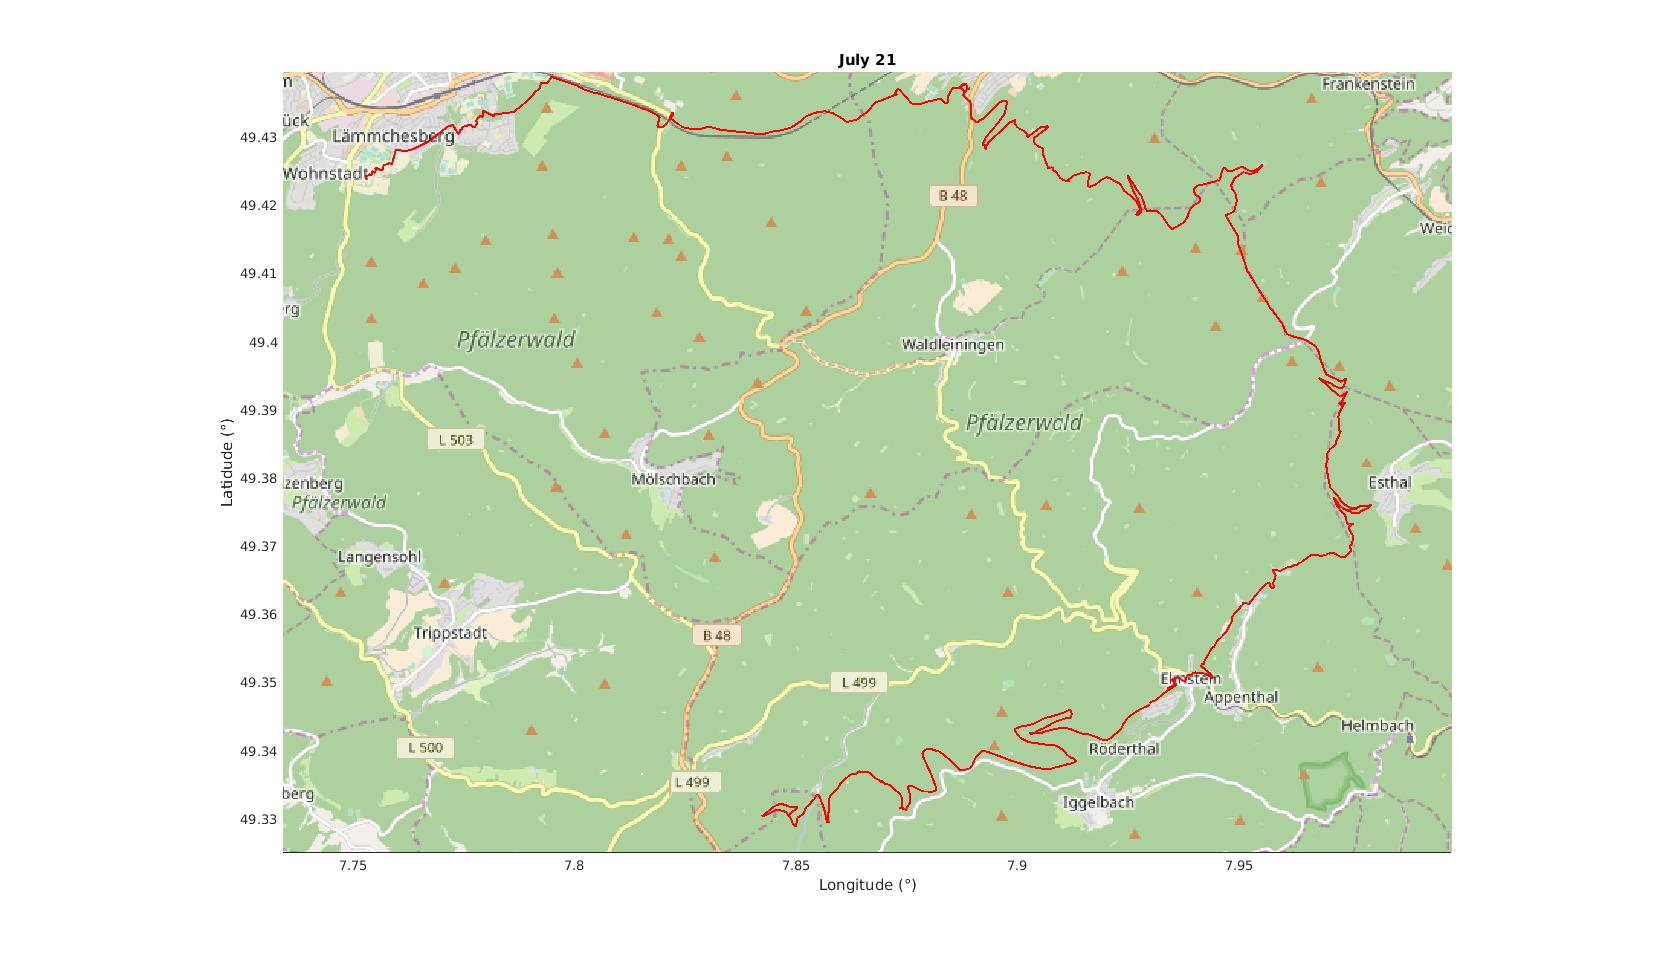 July 21
Frankenstein
m
ück
Lämmchesberg
49.43
Wohnstadt
B 48
49.42
Weid
49.41
rg
Pfälzerwald
49.4
Waldleiningen
49.39
Pfälzerwald
L 503
Latidude (°)
49.38
Mölschbach
Esthal
zenberg
Pfälzerwald
49.37
Langensohl
49.36
Trippstadt
B 48
49.35
L 499
Elmstein
Appenthal
Helmbach
49.34
L 500
Röderthal
L 499
berg
Iggelbach
49.33
7.75
7.8
7.85
7.9
7.95
Longitude (°)